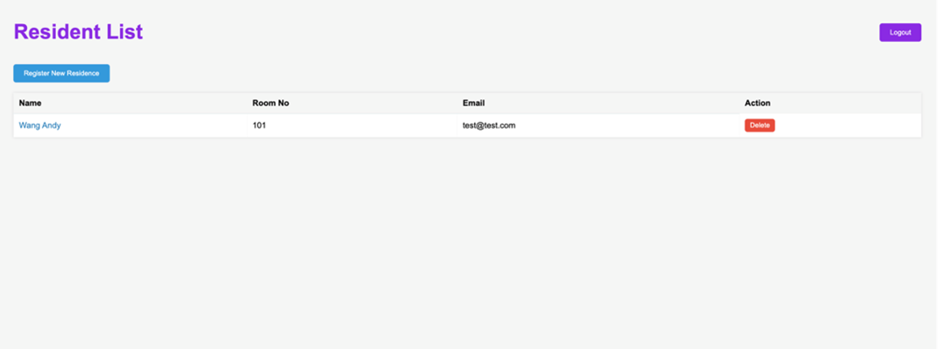 Resident List
Logout
Register New Residence
Name Room No Email Action
Wang Andy 101 test@test.com Delete